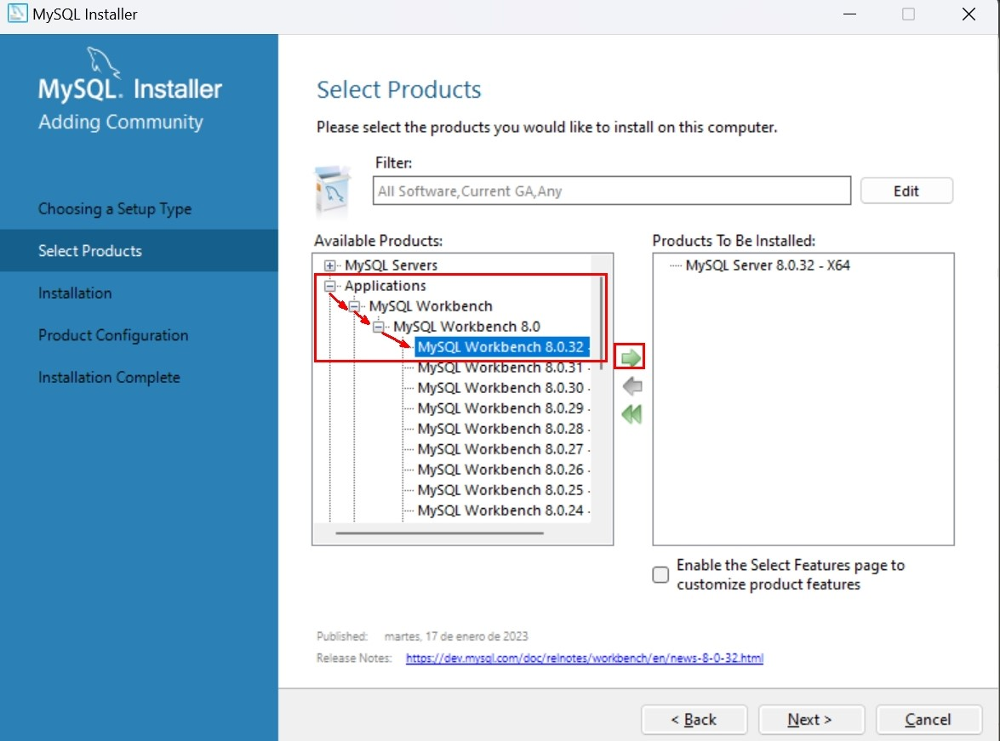 MySQL Installer
MySQL. Installer
Adding Community
Choosing a Setup Type
Select Products
Installation
Product Configuration
Installation Complete
Select Products
Please select the products you would like to install on this computer.
Filter:
All Software,Current GA,Any
Edit
Available Products:
MySQL Servers
Applications
MySQL Workbench
MySQL Workbench 8.0
MySQL Workbench 8.0.32 -
MySQL Workbench 8.0.31 -
MySQL Workbench 8.0.30 -
MySQL Workbench 8.0.29 -
MySQL Workbench 8.0.28 -
MySQL Workbench 8.0.27 -
MySQL Workbench 8.0.26 -
MySQL Workbench 8.0.25 -
MySQL Workbench 8.0.24 -
Products To Be Installed:
MySQL Server 8.0.32 - X64
Enable the Select Features page to
customize product features
Published: martes, 17 de enero de 2023
Release Notes: https://dev.mysql.com/doc/relnotes/workbench/en/news-8-0-32.html
< Back
Next >
Cancel